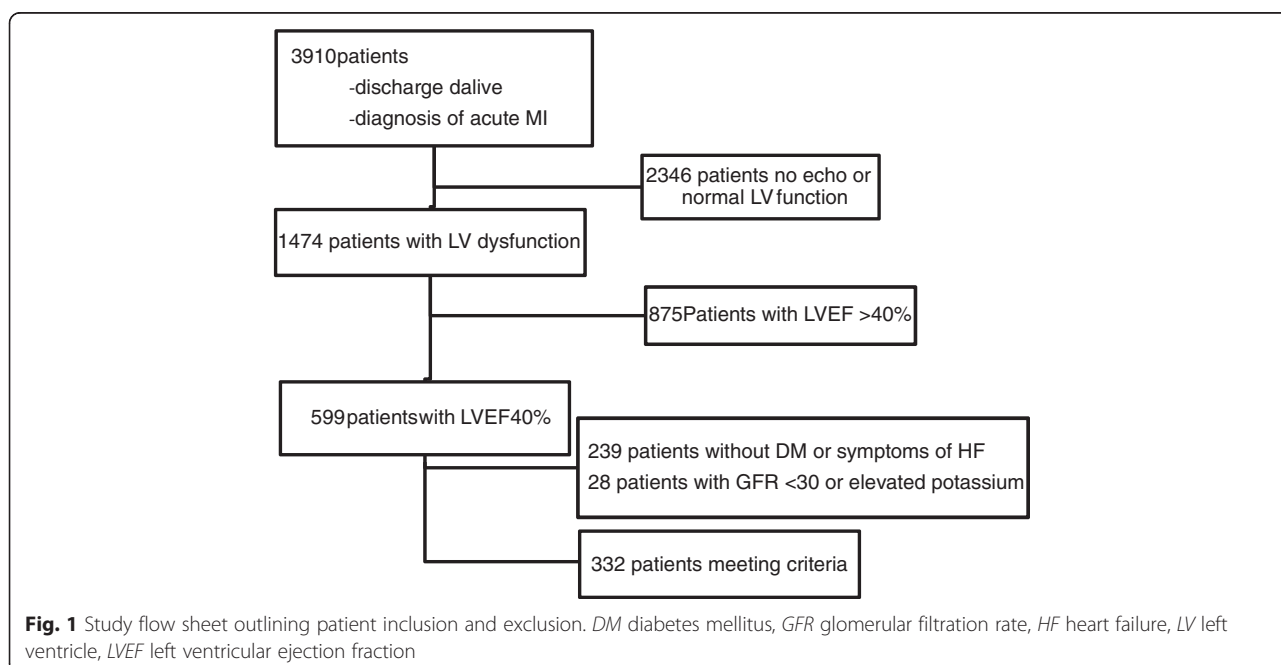 3910patients
-discharge dalive
-diagnosis of acute MI
2346 patients no echo or
normal LV function
1474 patients with LV dysfunction
875Patients with LVEF >40%
599patientswith LVEF40%
239 patients without DM or symptoms of HF
28 patients with GFR <30 or elevated potassium
332 patients meeting criteria
Fig. 1 Study flow sheet outlining patient inclusion and exclusion. DM diabetes mellitus, GFR glomerular filtration rate, HF heart failure, LV left
ventricle, LVEF left ventricular ejection fraction